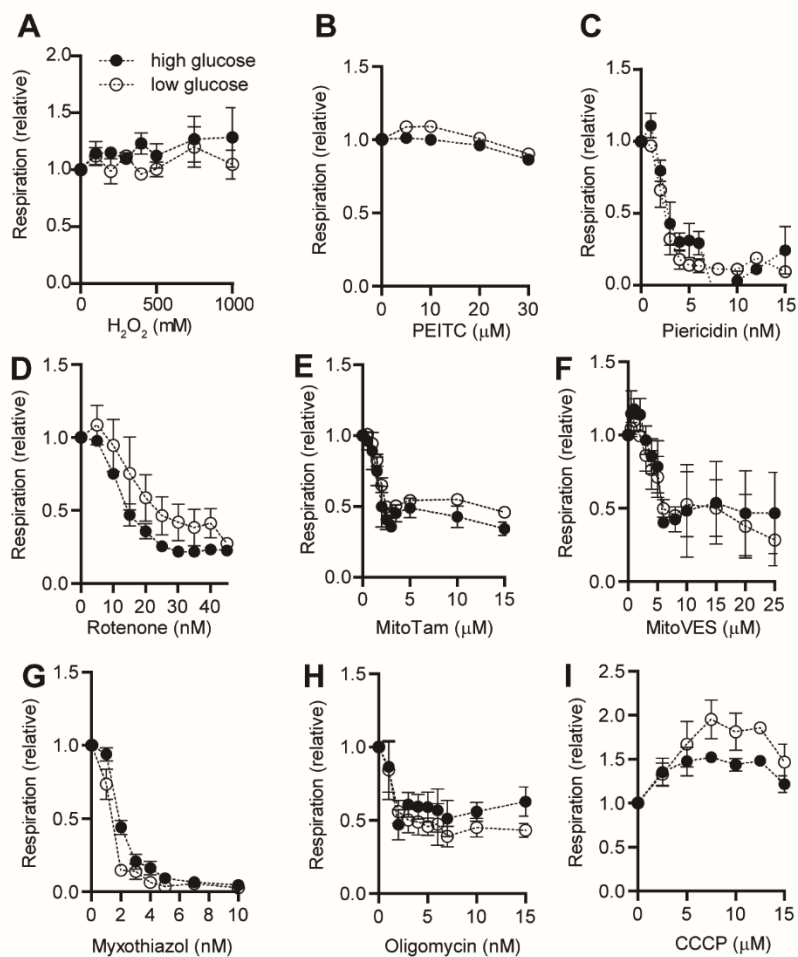 A
Respiration (relative)
2.0
1.5
1.0
0.5
0.0
high glucose
low glucose
0 500 1000
H₂O₂ (mM)
B
Respiration (relative)
1.5
1.0
0.5
0.0
0 10 20 30
PEITC (μM)
C
Respiration (relative)
1.5
1.0
0.5
0.0
0 5 10 15
Piericidin (nM)
D
Respiration (relative)
1.5
1.0
0.5
0.0
0 10 20 30 40
Rotenone (nM)
E
Respiration (relative)
1.5
1.0
0.5
0.0
0 5 10 15
MitoTam (μM)
F
Respiration (relative)
1.5
1.0
0.5
0.0
0 5 10 15 20 25
MitoVES (μM)
G
Respiration (relative)
1.5
1.0
0.5
0.0
0 2 4 6 8 10
Myxothiazol (nM)
H
Respiration (relative)
1.5
1.0
0.5
0.0
0 5 10 15
Oligomycin (nM)
I
Respiration (relative)
2.5
2.0
1.5
1.0
0.5
0.0
0 5 10 15
CCCP (μM)